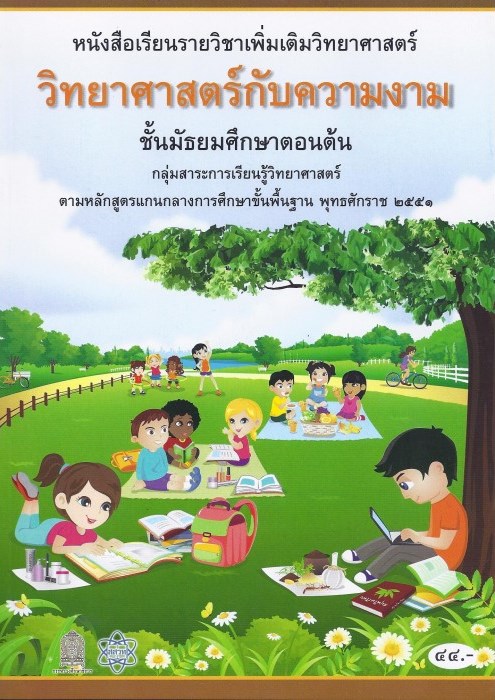 หนังสือเรียนรายวิชาเพิ่มเติมวิทยาศาสตร์
วิทยาศาสตร์กับความงาม
ชั้นมัธยมศึกษาตอนต้น
กลุ่มสาระการเรียนรู้วิทยาศาสตร์
ตามหลักสูตรแกนกลางการศึกษาขั้นพื้นฐาน พุทธศักราช ๒๕๕๑
สสวท
๔๔.-